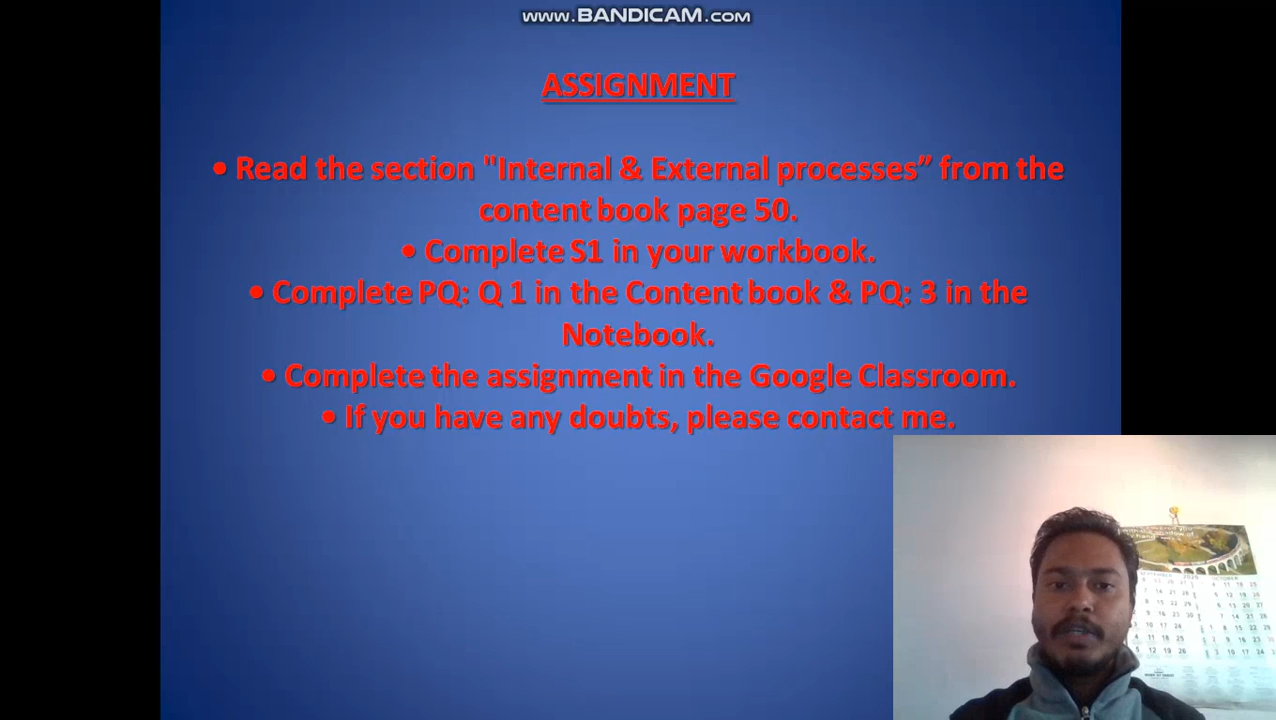 www.BANDICAM.com
ASSIGNMENT
• Read the section "Internal & External processes” from the
content book page 50.
• Complete S1 in your workbook.
• Complete PQ: Q 1 in the Content book & PQ: 3 in the
Notebook.
• Complete the assignment in the Google Classroom.
• If you have any doubts, please contact me.
2020
OCTOBER